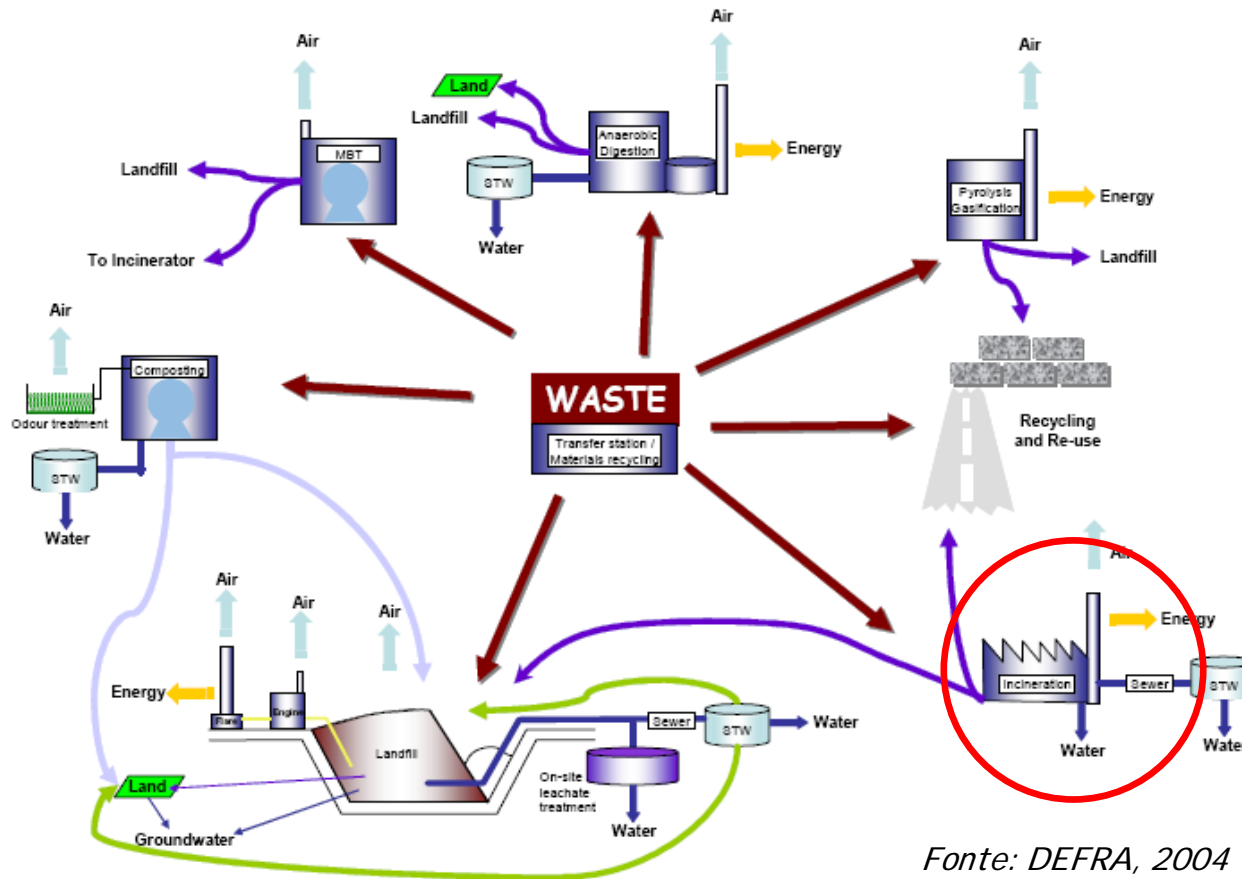 Air
MBT
Landfill
To Incinerator
Land
Landfill
Anaerobic
Digestion
STW
Water
Air
Energy
Air
Pyrolysis
Gasification
Energy
Landfill
Air
Composting
Odour treatment
STW
Water
WASTE
Transfer station /
Materials recycling
Recycling
and Re-use
Air
Energy
Incineration
Sewer
STW
Water
Water
Air
Air
Air
Energy
Flare
Engine
Landfill
Sewer
STW
Water
On-site
leachate
treatment
Water
Land
Groundwater
Fonte: DEFRA, 2004